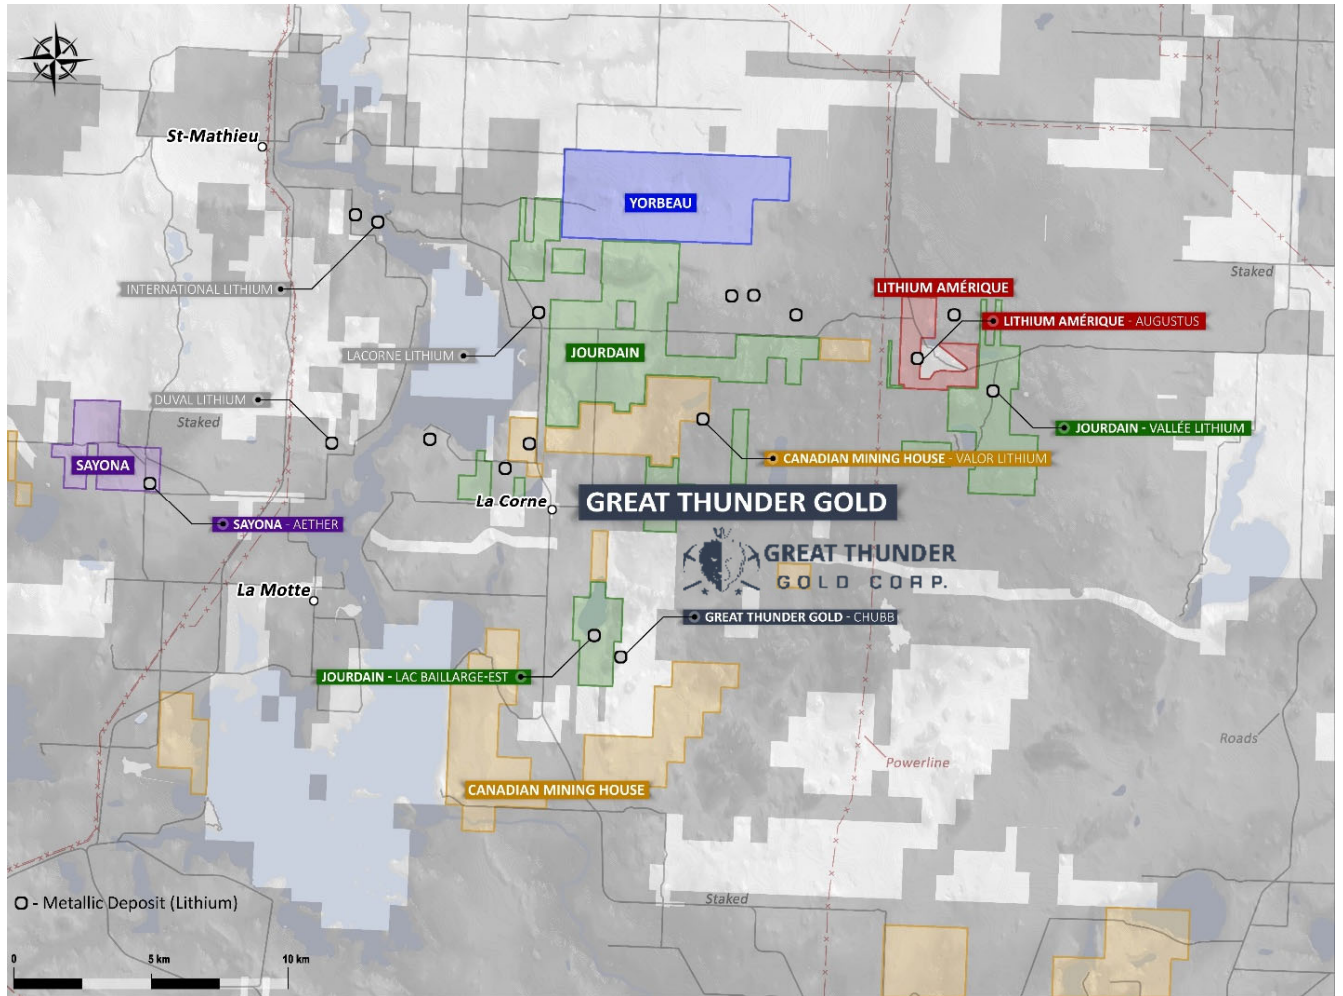 St-Mathieu
YORBEAU
Staked
INTERNATIONAL LITHIUM
LITHIUM AMÉRIQUE
LITHIUM AMÉRIQUE - AUGUSTUS
LACORNE LITHIUM
JOURDAIN
DUVAL LITHIUM
Staked
JOURDAIN - VALLÉE LITHIUM
SAYONA
CANADIAN MINING HOUSE - VALOR LITHIUM
La Corne
GREAT THUNDER GOLD
SAYONA - AETHER
GREAT THUNDER
GOLD CORP.
La Motte
GREAT THUNDER GOLD - CHUBB
JOURDAIN - LAC BAILLARGE-EST
Roads
Powerline
CANADIAN MINING HOUSE
Staked
O - Metallic Deposit (Lithium)
0 5 km 10 km